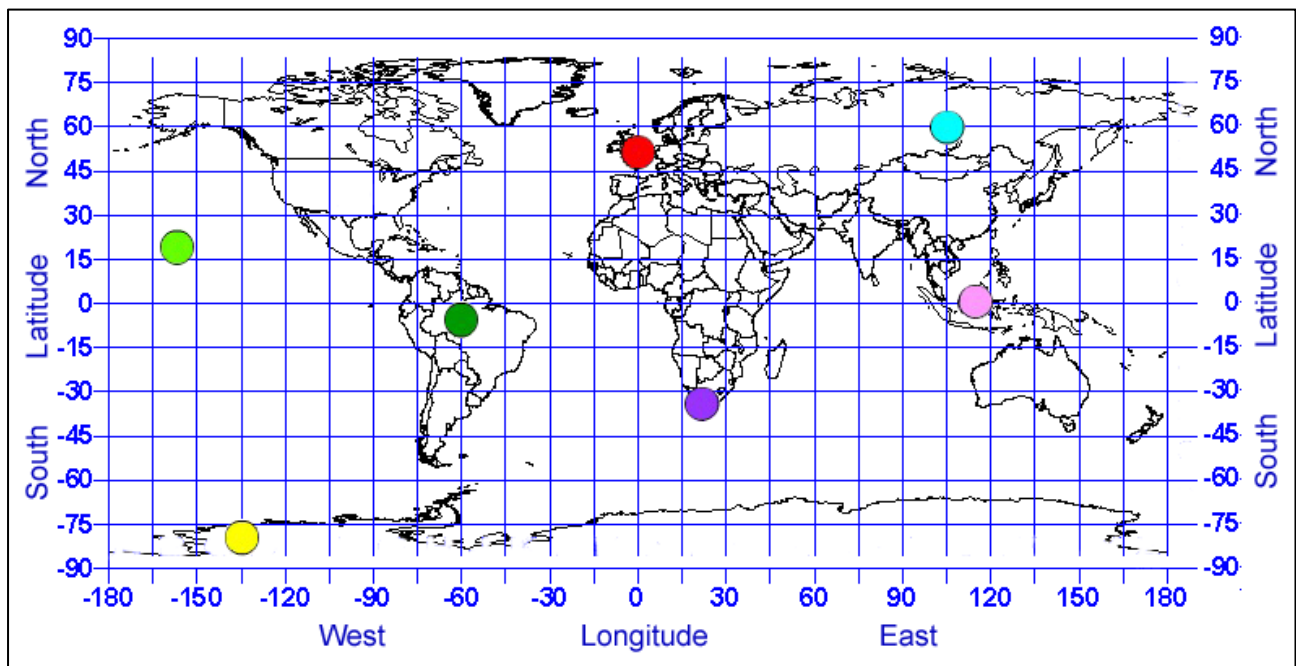 90 90
75 75
60 60
45 45
30 30
15 15
0 0
-15 -15
-30 -30
-45 -45
-60 -60
-75 -75
-90 -90
North
Latitude
South
North
Latitude
South
-180 -150 -120 -90 -60 -30 0 30 60 90 120 150 180
West Longitude East